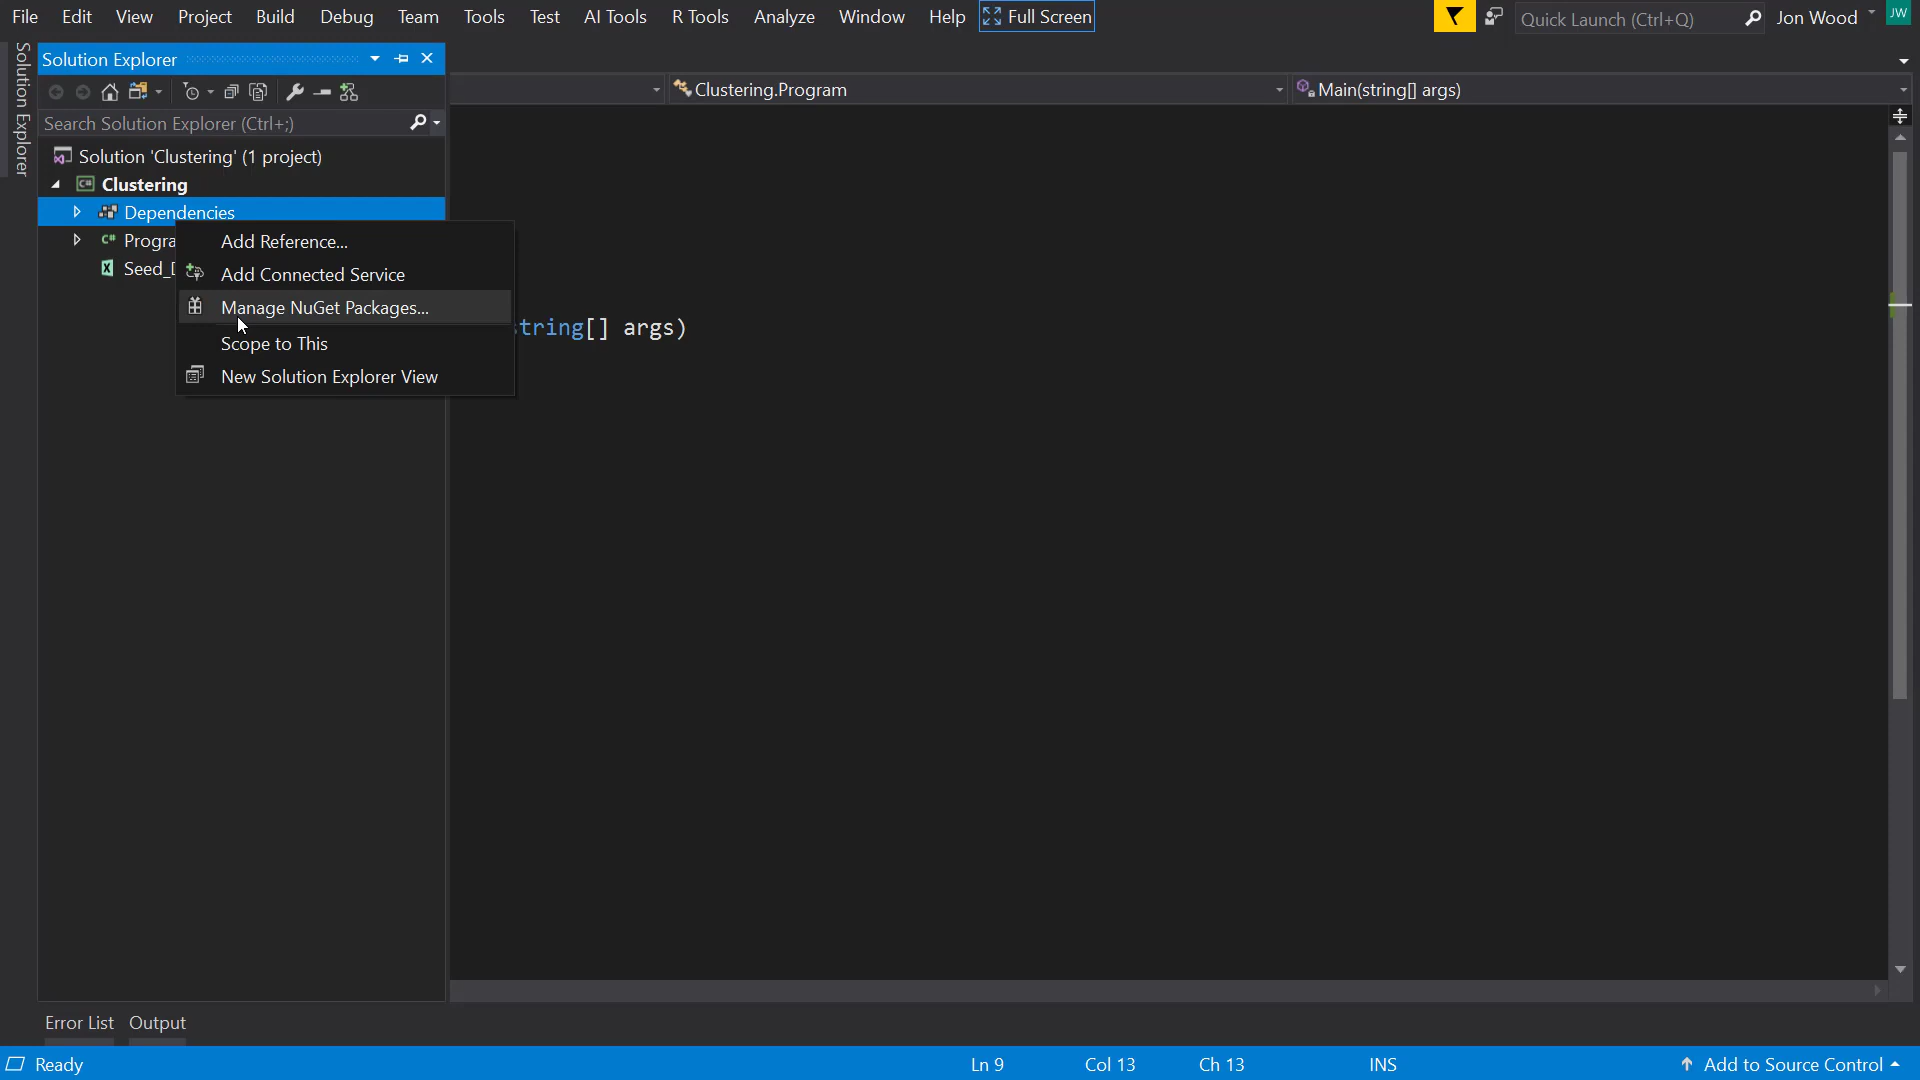 File Edit View Project Build Debug Team Tools Test AI Tools R Tools Analyze Window Help Full Screen Quick Launch (Ctrl+Q) Jon Wood JW
Solution Explorer
Solution Explorer
Clustering.Program Main(string[] args)
Search Solution Explorer (Ctrl+;)
Solution 'Clustering' (1 project)
C# Clustering
Dependencies
C# Progra
Seed_
Add Reference...
Add Connected Service
Manage NuGet Packages...
Scope to This
New Solution Explorer View
string[] args)
Error List Output
Ready Ln 9 Col 13 Ch 13 INS Add to Source Control